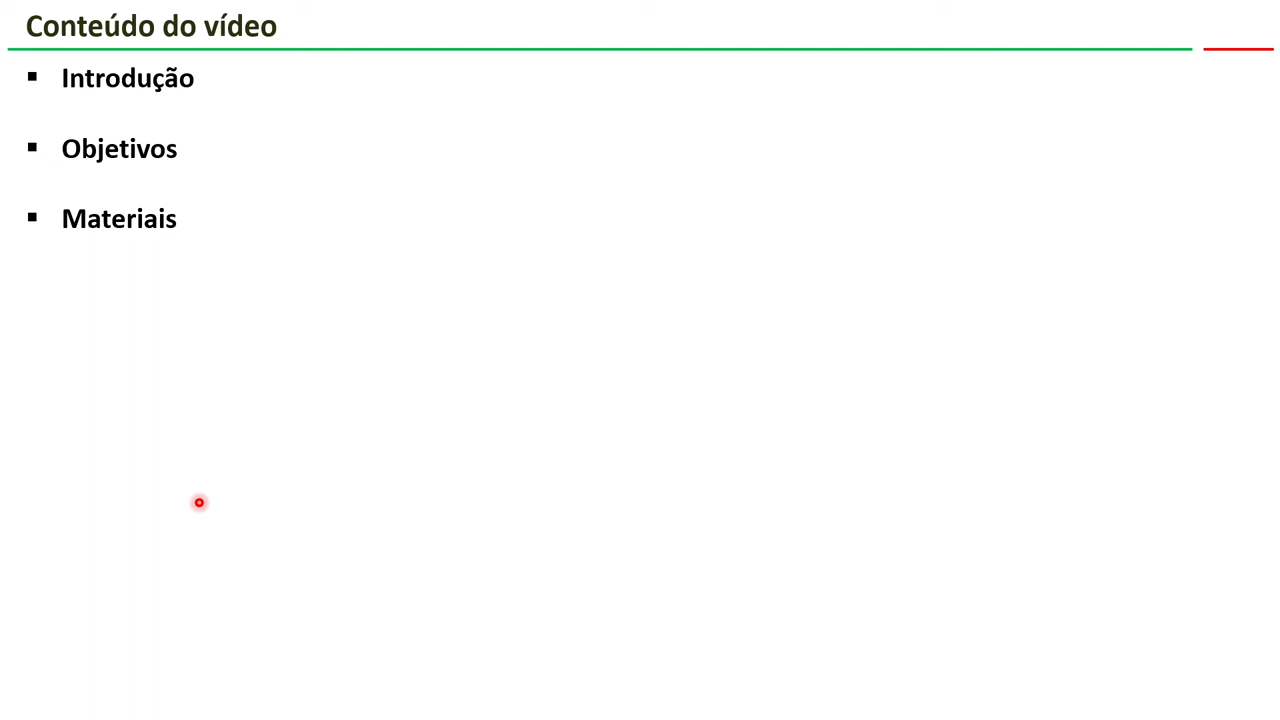 Conteúdo do vídeo
▪ Introdução
▪ Objetivos
▪ Materiais